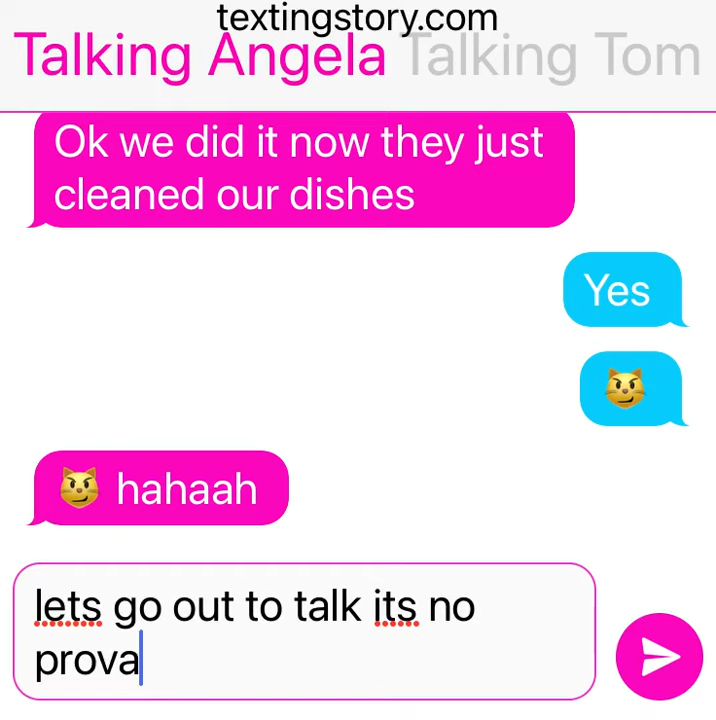 textingstory.com
Talking Angela Talking Tom
Ok we did it now they just
cleaned our dishes
Yes
😼
😼 hahaah
lets go out to talk its no
prova